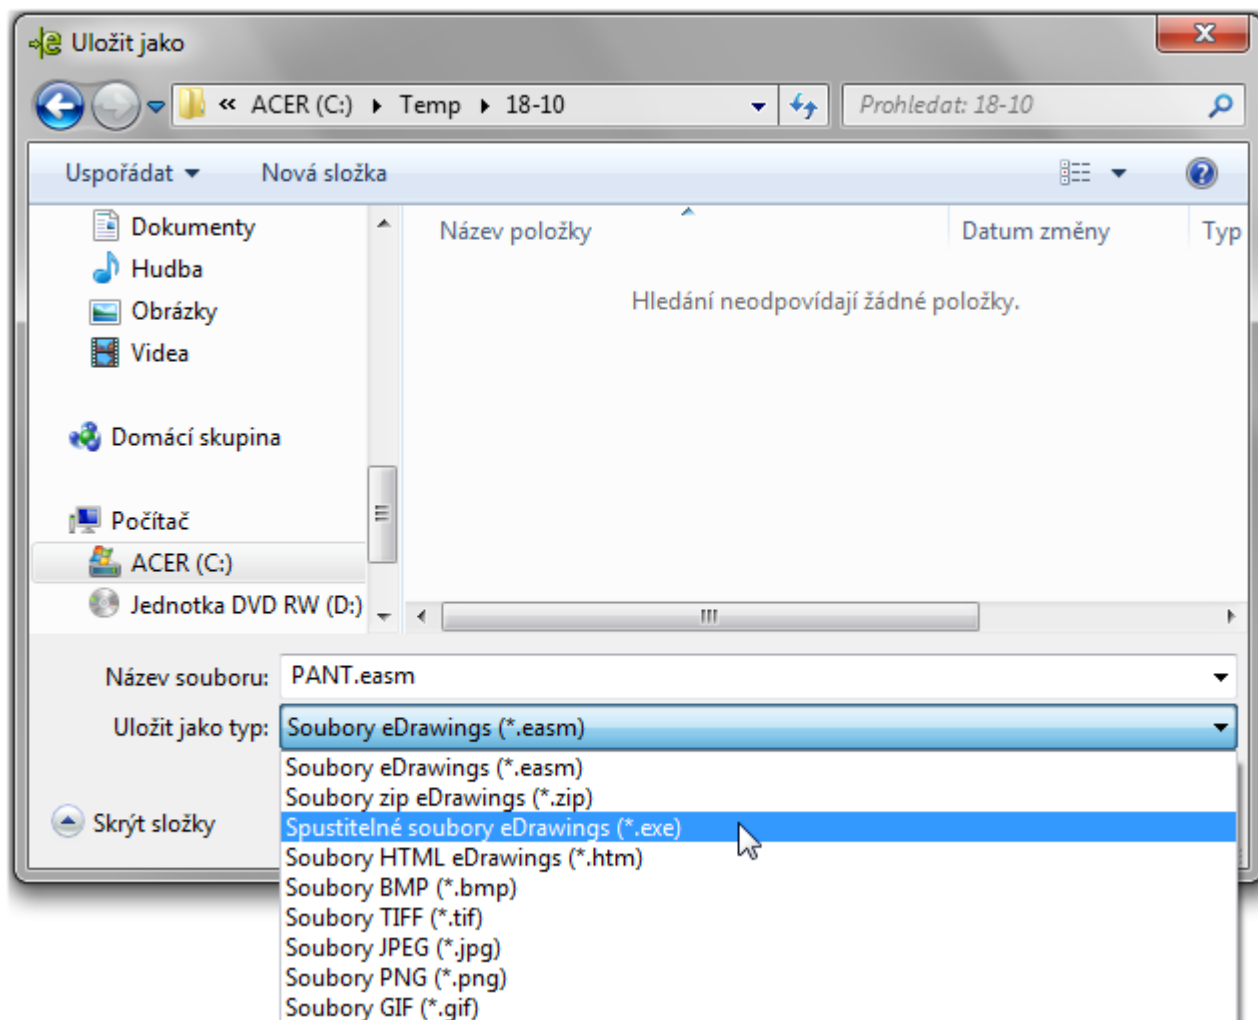 Uložit jako
« ACER (C:) Temp 18-10 Prohledat: 18-10
Uspořádat Nová složka
Dokumenty
Hudba
Obrázky
Videa
Domácí skupina
Počítač
ACER (C:)
Jednotka DVD RW (D:)
Název položky Datum změny Typ
Hledání neodpovídají žádné položky.
Název souboru: PANT.easm
Uložit jako typ: Soubory eDrawings (*.easm)
Soubory eDrawings (*.easm)
Soubory zip eDrawings (*.zip)
Spustitelné soubory eDrawings (*.exe)
Soubory HTML eDrawings (*.htm)
Soubory BMP (*.bmp)
Soubory TIFF (*.tif)
Soubory JPEG (*.jpg)
Soubory PNG (*.png)
Soubory GIF (*.gif)
Skrýt složky